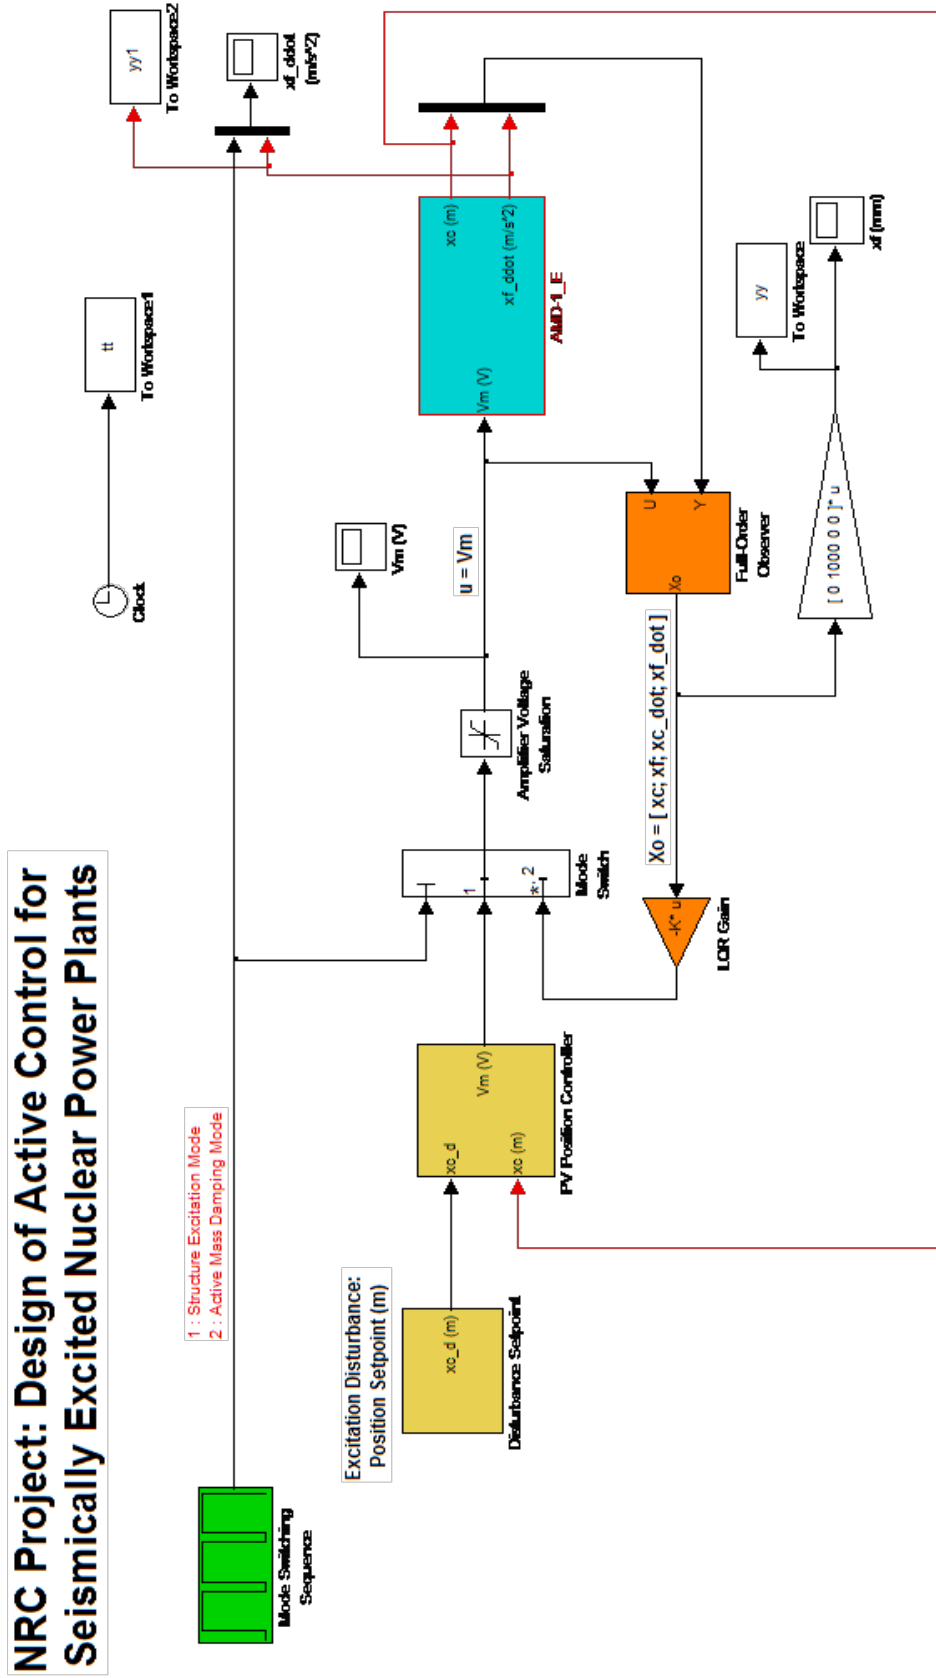 NRC Project: Design of Active Control for
Seismically Excited Nuclear Power Plants
yy1
To Workspace2
tt
Clock
To Workspace1
xf_ddot
(m/s^2)
1 : Structure Excitation Mode
2 : Active Mass Damping Mode
Mode Switching
Sequence
Excitation Disturbance:
Position Setpoint (m)
xc_d (m)
Disturbance Setpoint
xc_d
xc (m)
Vm (V)
PV Position Controller
1
*, 2
Mode
Switch
Amplifier Voltage
Saturation
Vm (V)
u = Vm
Vm (V)
xc (m)
xf_ddot (m/s^2)
AMD-1_E
-K* u
LQR Gain
Xo = [ xc; xf; xc_dot; xf_dot ]
Xo
U
Y
Full-Order
Observer
yy
To Workspace
[ 0 1000 0 0 ]* u
xf (mm)